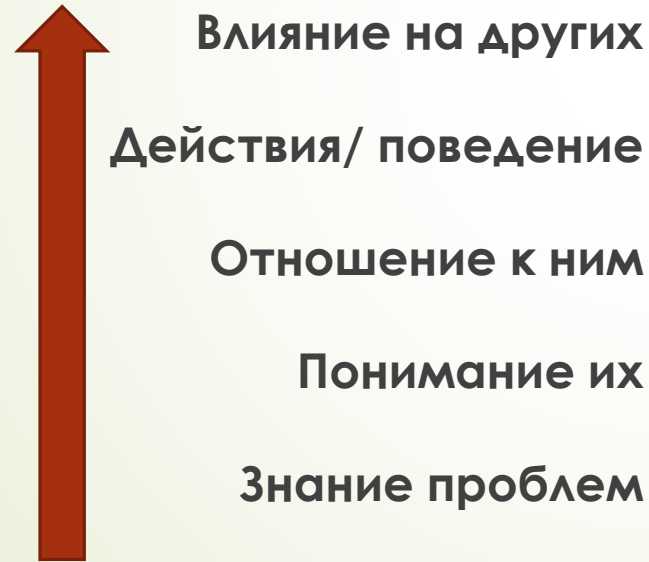 Влияние на других
Действия/ поведение
Отношение к ним
Понимание их
Знание проблем